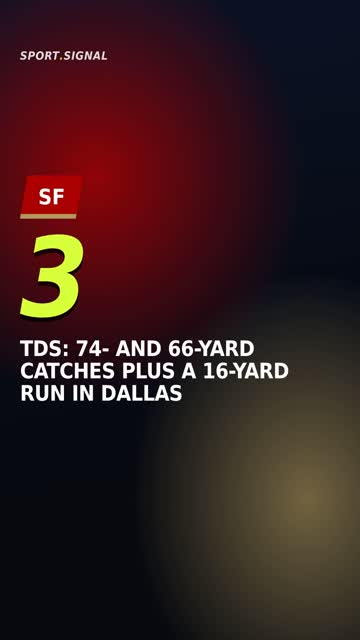 SPORT.SIGNAL
SF
3
TDS: 74- AND 66-YARD
CATCHES PLUS A 16-YARD
RUN IN DALLAS